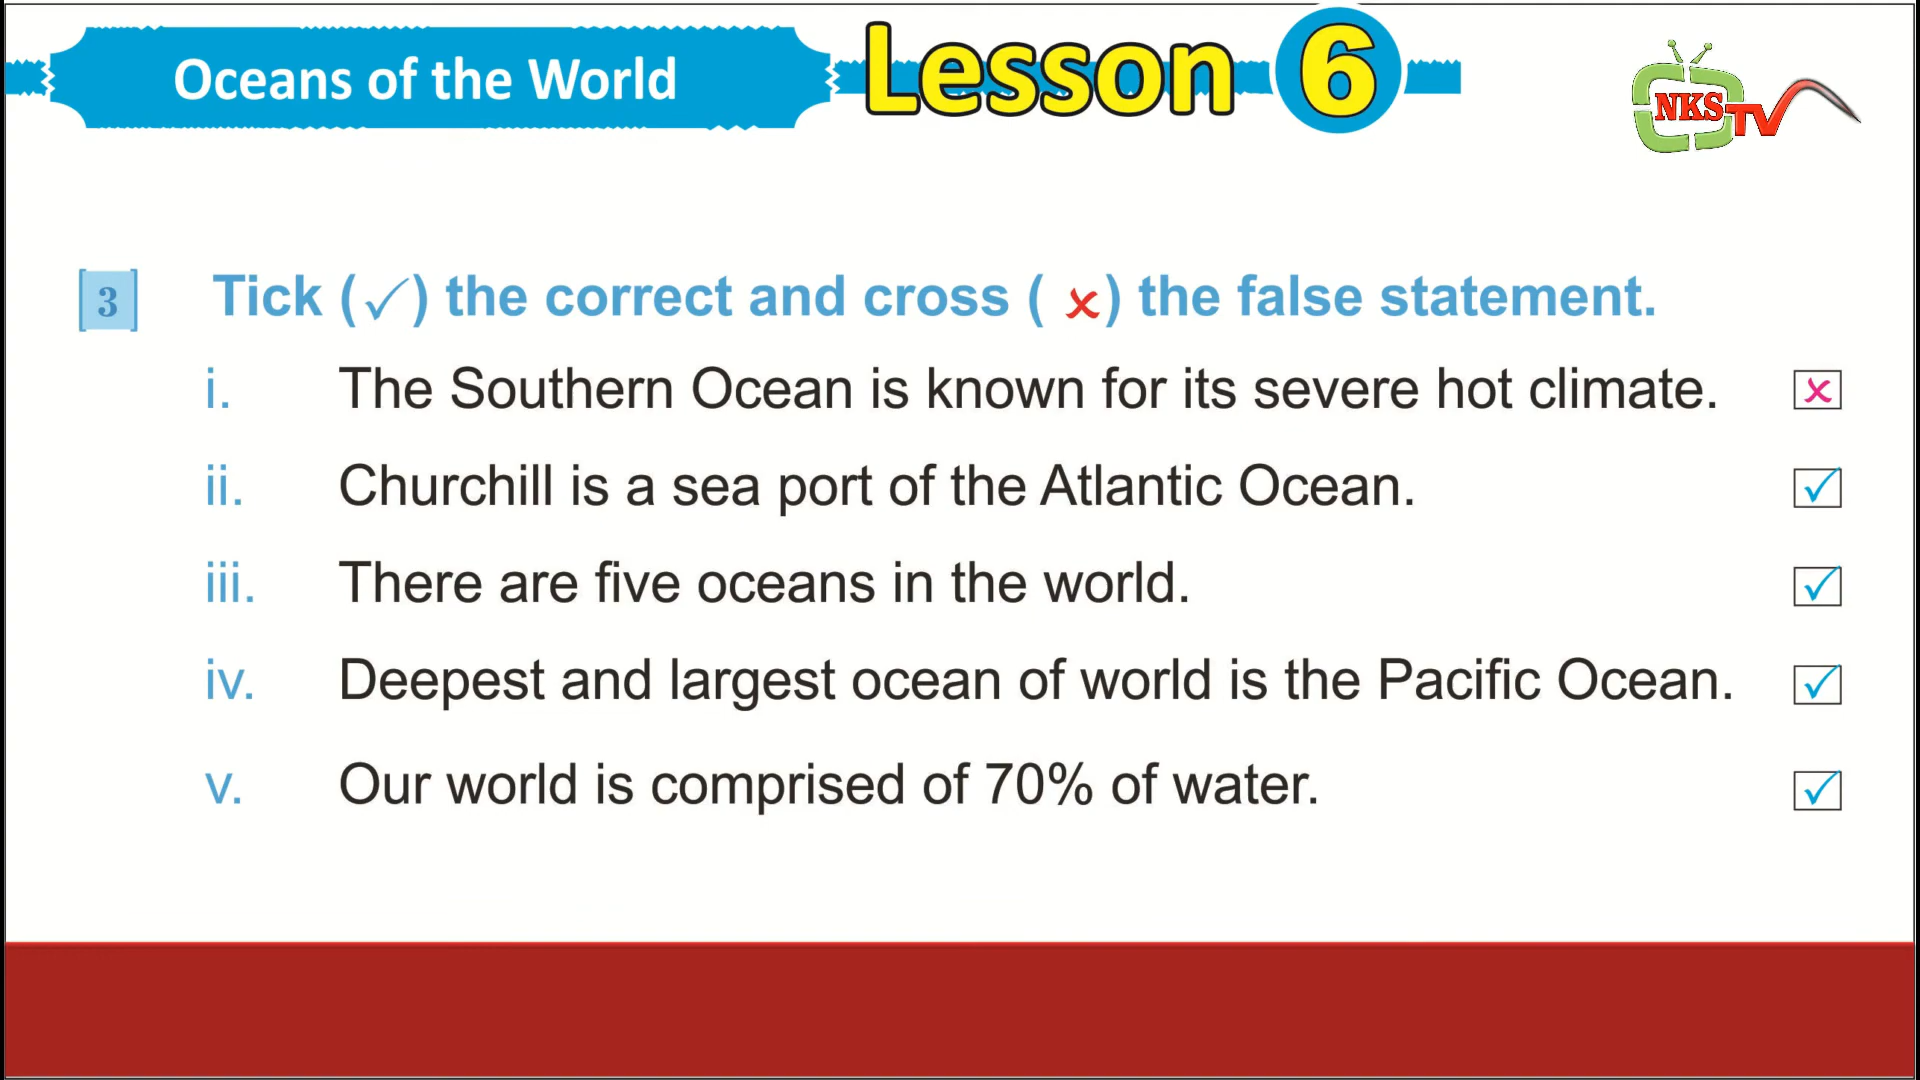 Oceans of the World Lesson 6
NKS TV
3 Tick (✓) the correct and cross ( ✗) the false statement.
i. The Southern Ocean is known for its severe hot climate. ✗
ii. Churchill is a sea port of the Atlantic Ocean. ✓
iii. There are five oceans in the world. ✓
iv. Deepest and largest ocean of world is the Pacific Ocean. ✓
v. Our world is comprised of 70% of water. ✓